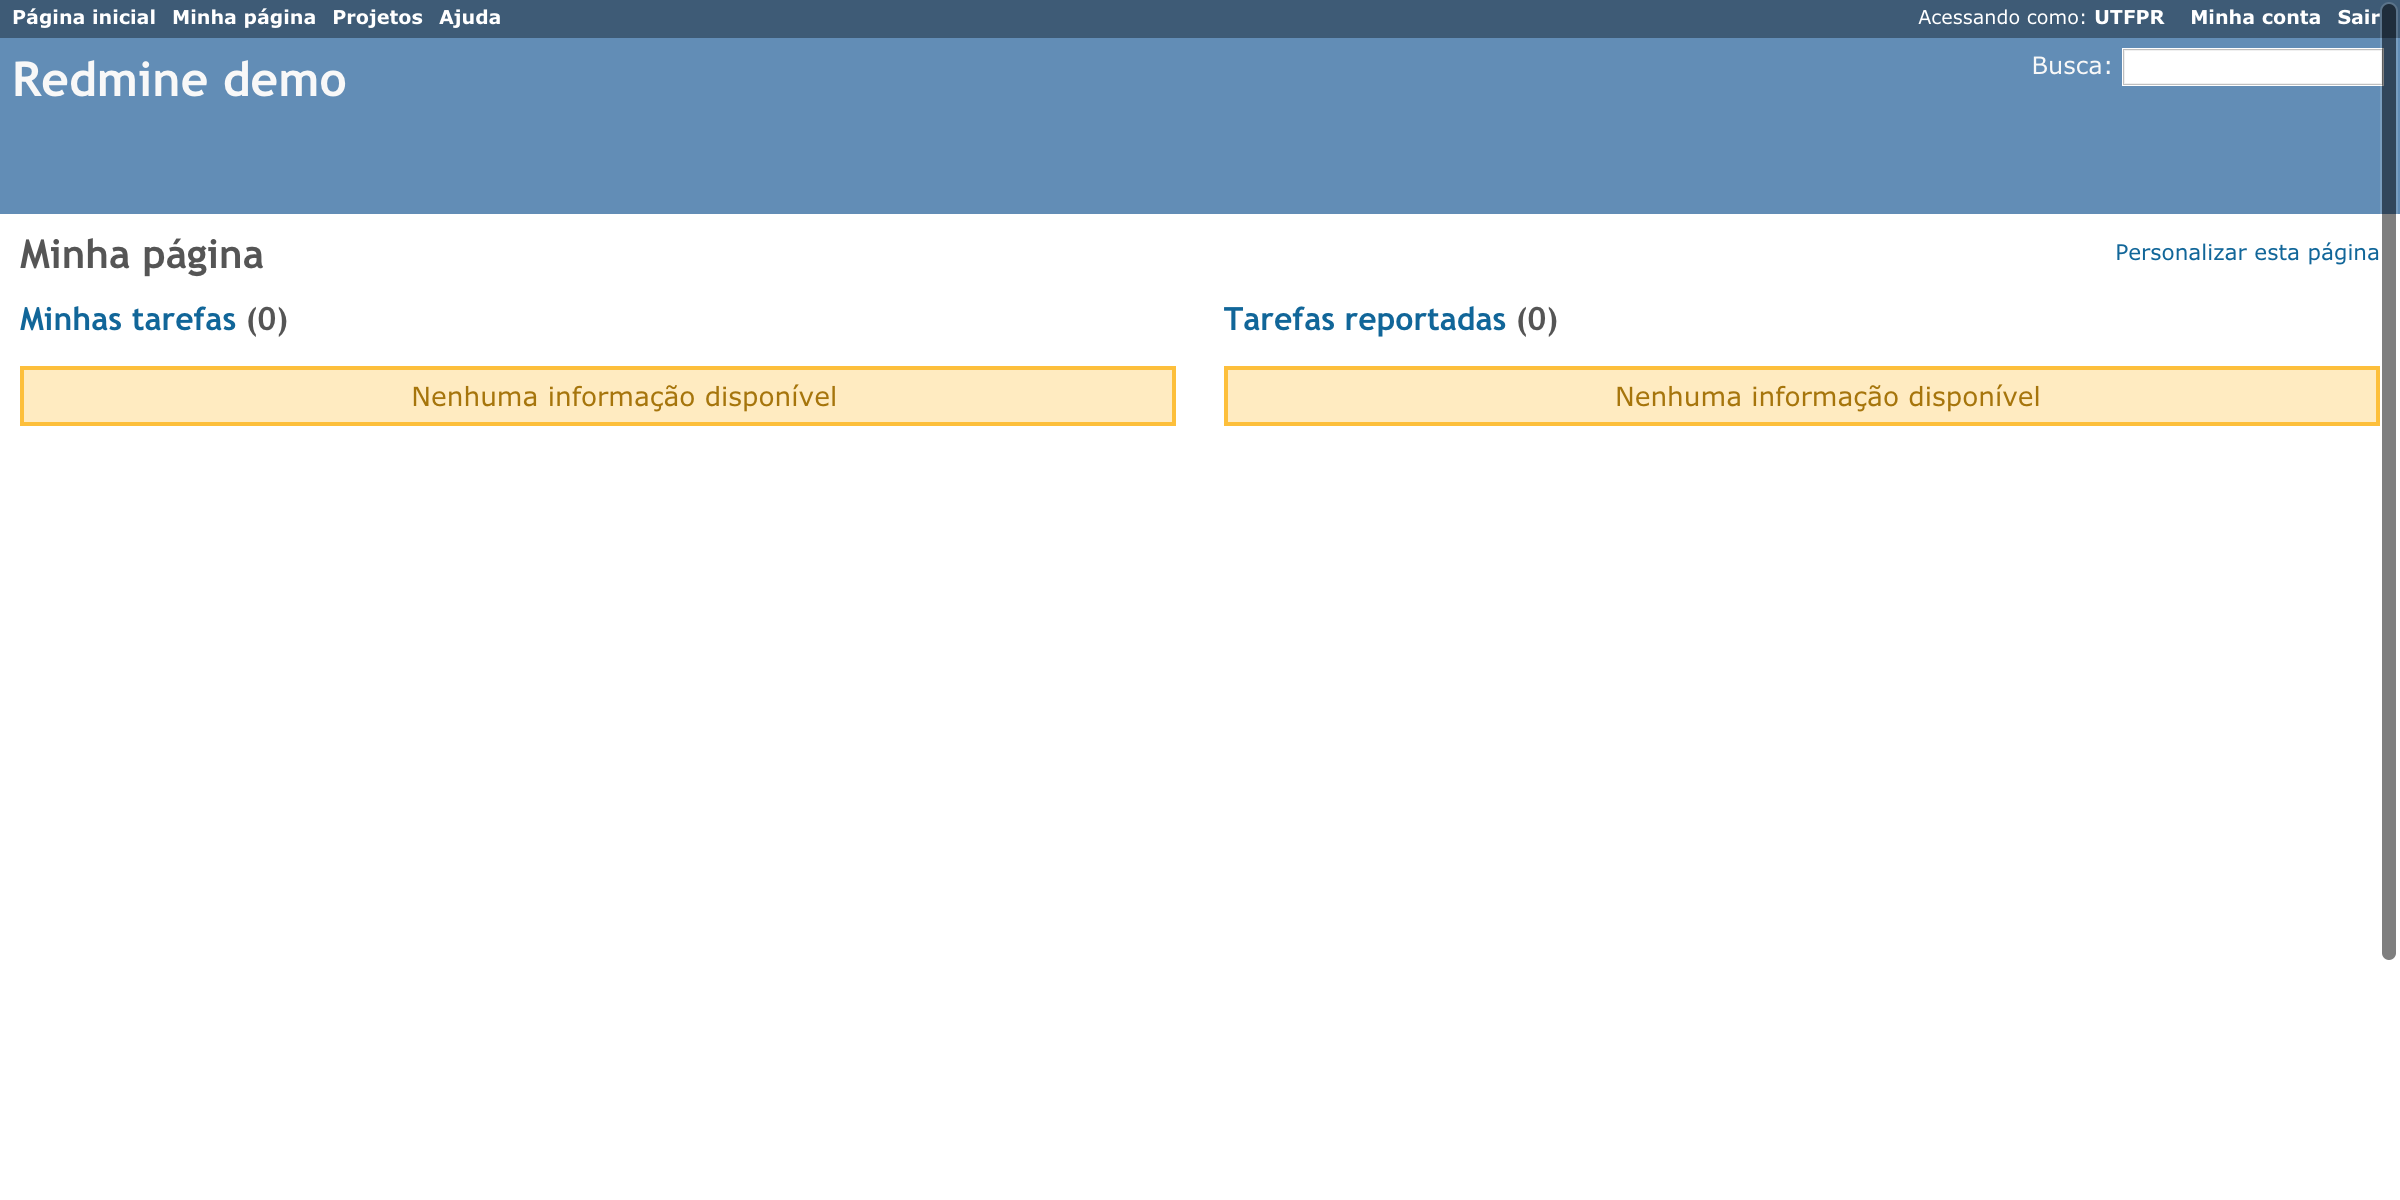 Página inicial Minha página Projetos Ajuda Acessando como: UTFPR Minha conta Sair
Redmine demo Busca:
Minha página Personalizar esta página
Minhas tarefas (0) Tarefas reportadas (0)
Nenhuma informação disponível Nenhuma informação disponível